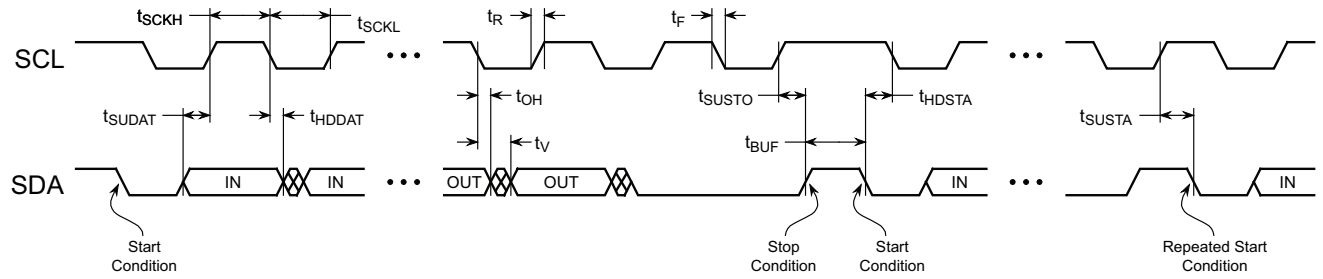 tSCKH
tSCKL
tR
tF
SCL
tOH
tSUSTO
tHDSTA
tSUDAT
tHDDAT
tSUSTA
tV
tBUF
SDA
IN
IN
OUT
OUT
IN
IN
Start
Condition
Stop
Condition
Start
Condition
Repeated Start
Condition